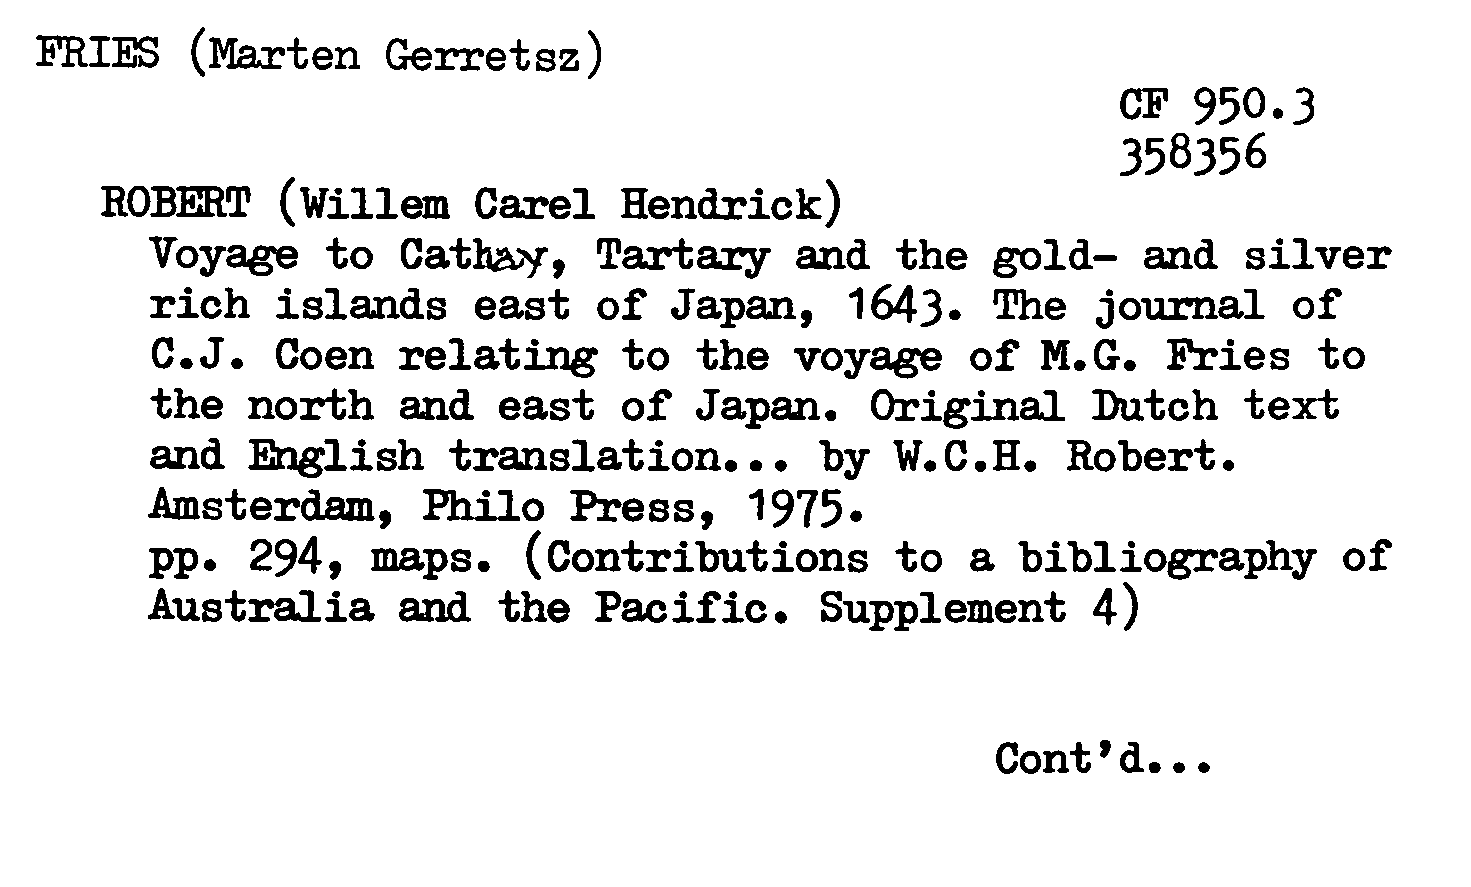 FRIES (Marten Gerretsz)
CF 950.3
358356
ROBERT (Willem Carel Hendrick)
Voyage to Cathay, Tartary and the gold- and silver
rich islands east of Japan, 1643. The journal of
C.J. Coen relating to the voyage of M.G. Fries to
the north and east of Japan. Original Dutch text
and English translation... by W.C.H. Robert.
Amsterdam, Philo Press, 1975.
pp. 294, maps. (Contributions to a bibliography of
Australia and the Pacific. Supplement 4)
Cont'd...